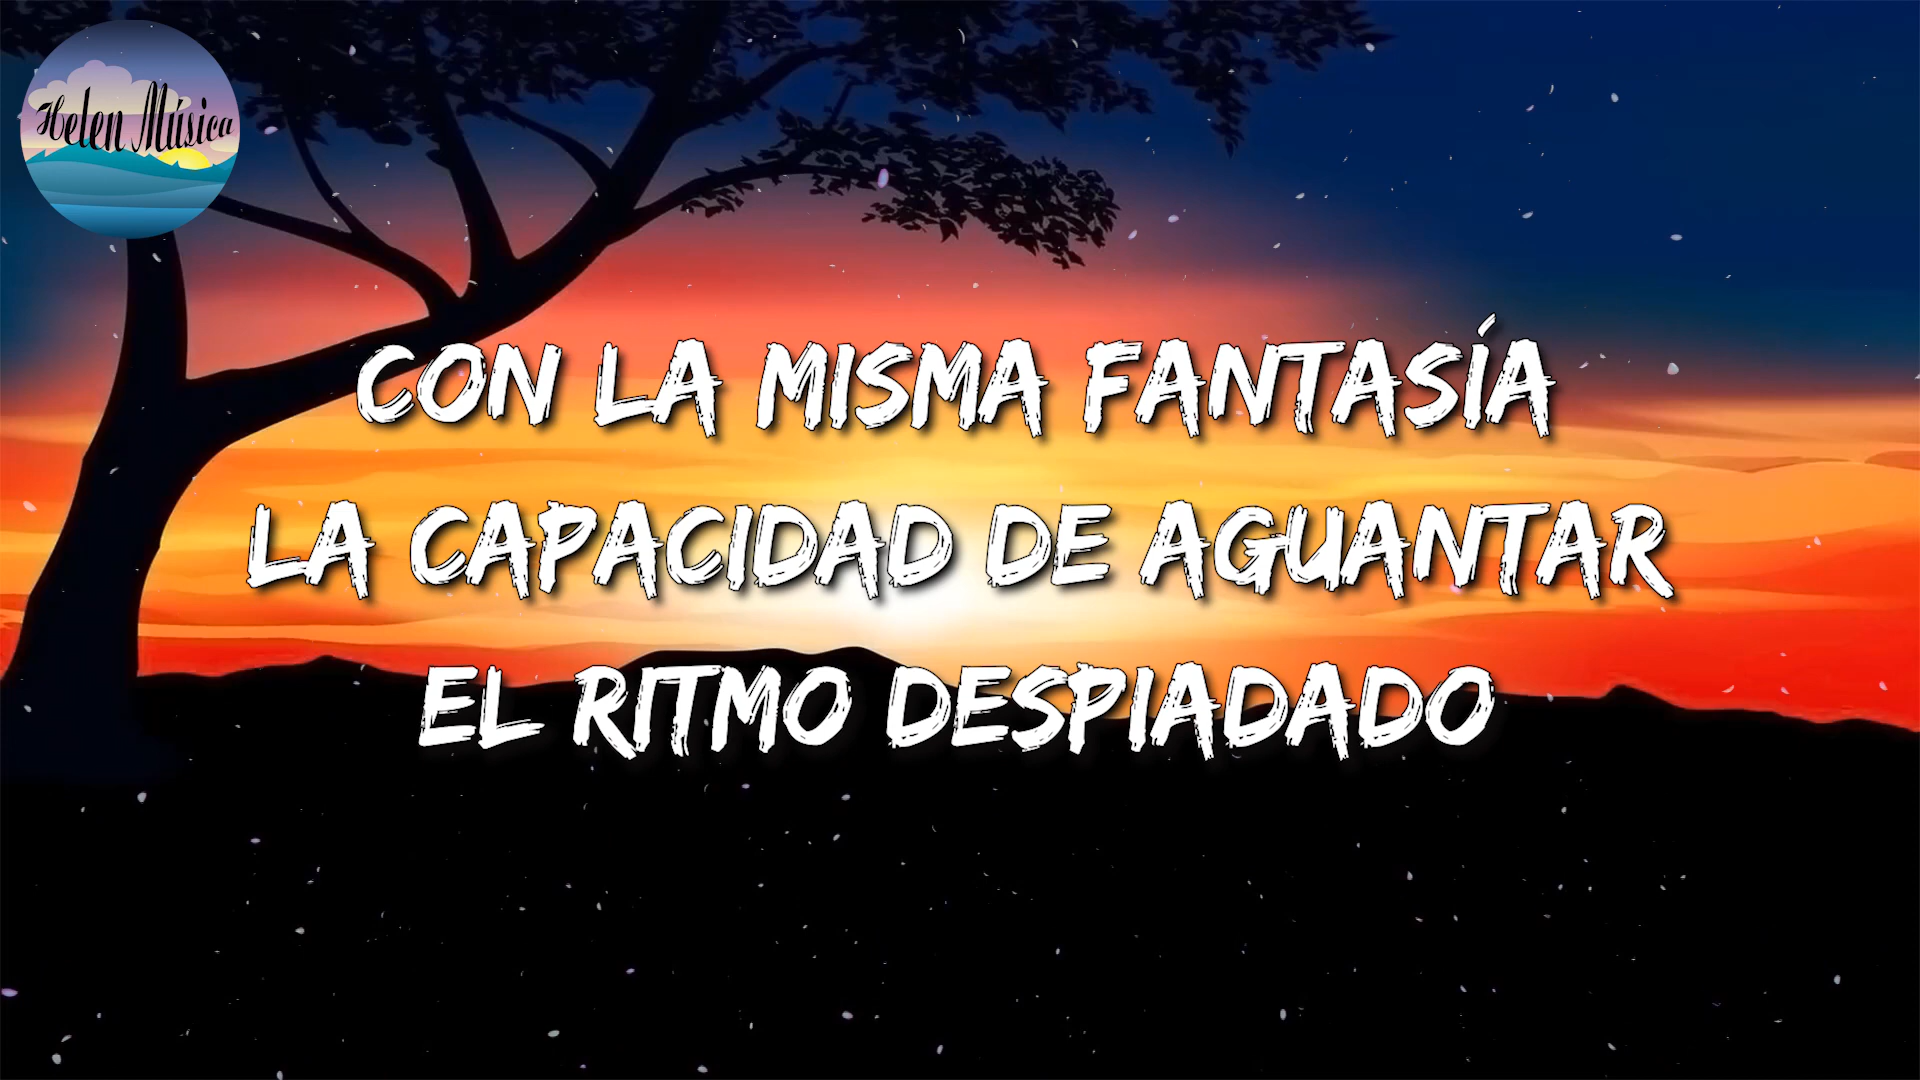 Helen Música
CON LA MISMA FANTASÍA
LA CAPACIDAD DE AGUANTAR
EL RITMO DESPIADADO